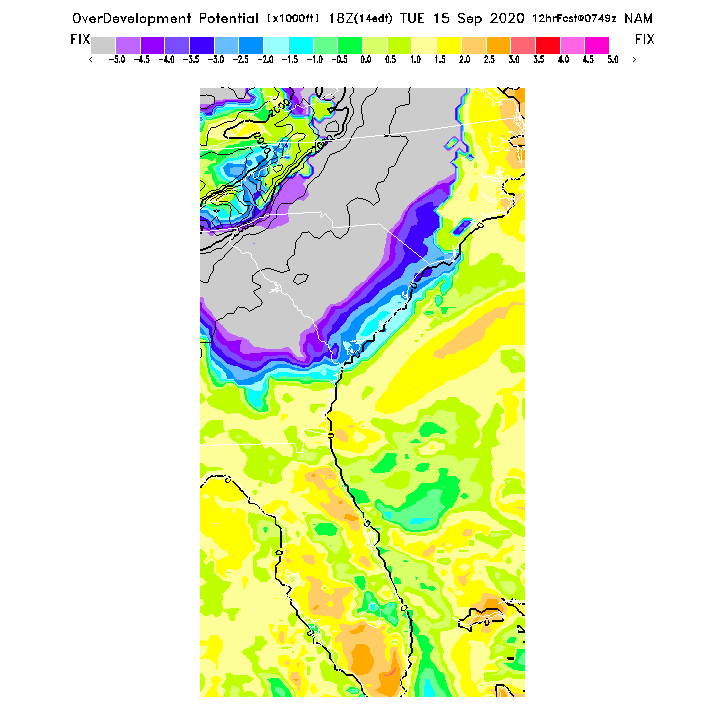 OverDevelopment Potential [x1000ft] 18Z(14edt) TUE 15 Sep 2020 12hrFcst@0749z NAM
FIX FIX
< -5.0 -4.5 -4.0 -3.5 -3.0 -2.5 -2.0 -1.5 -1.0 -0.5 0.0 0.5 1.0 1.5 2.0 2.5 3.0 3.5 4.0 4.5 5.0 >
2000